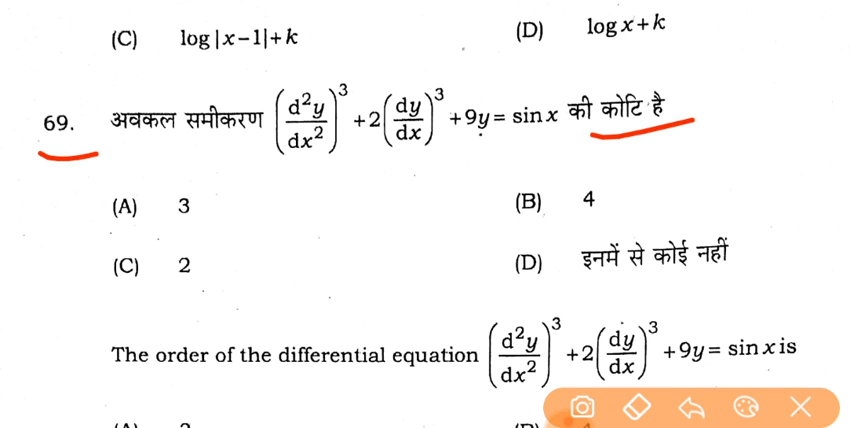 (C) log|x-1|+k (D) log x+k
69. अवकल समीकरण (d²y/dx²)³ + 2(dy/dx)³ + 9y = sin x की कोटि है
(A) 3 (B) 4
(C) 2 (D) इनमें से कोई नहीं
The order of the differential equation (d²y/dx²)³ + 2(dy/dx)³ + 9y = sin x is